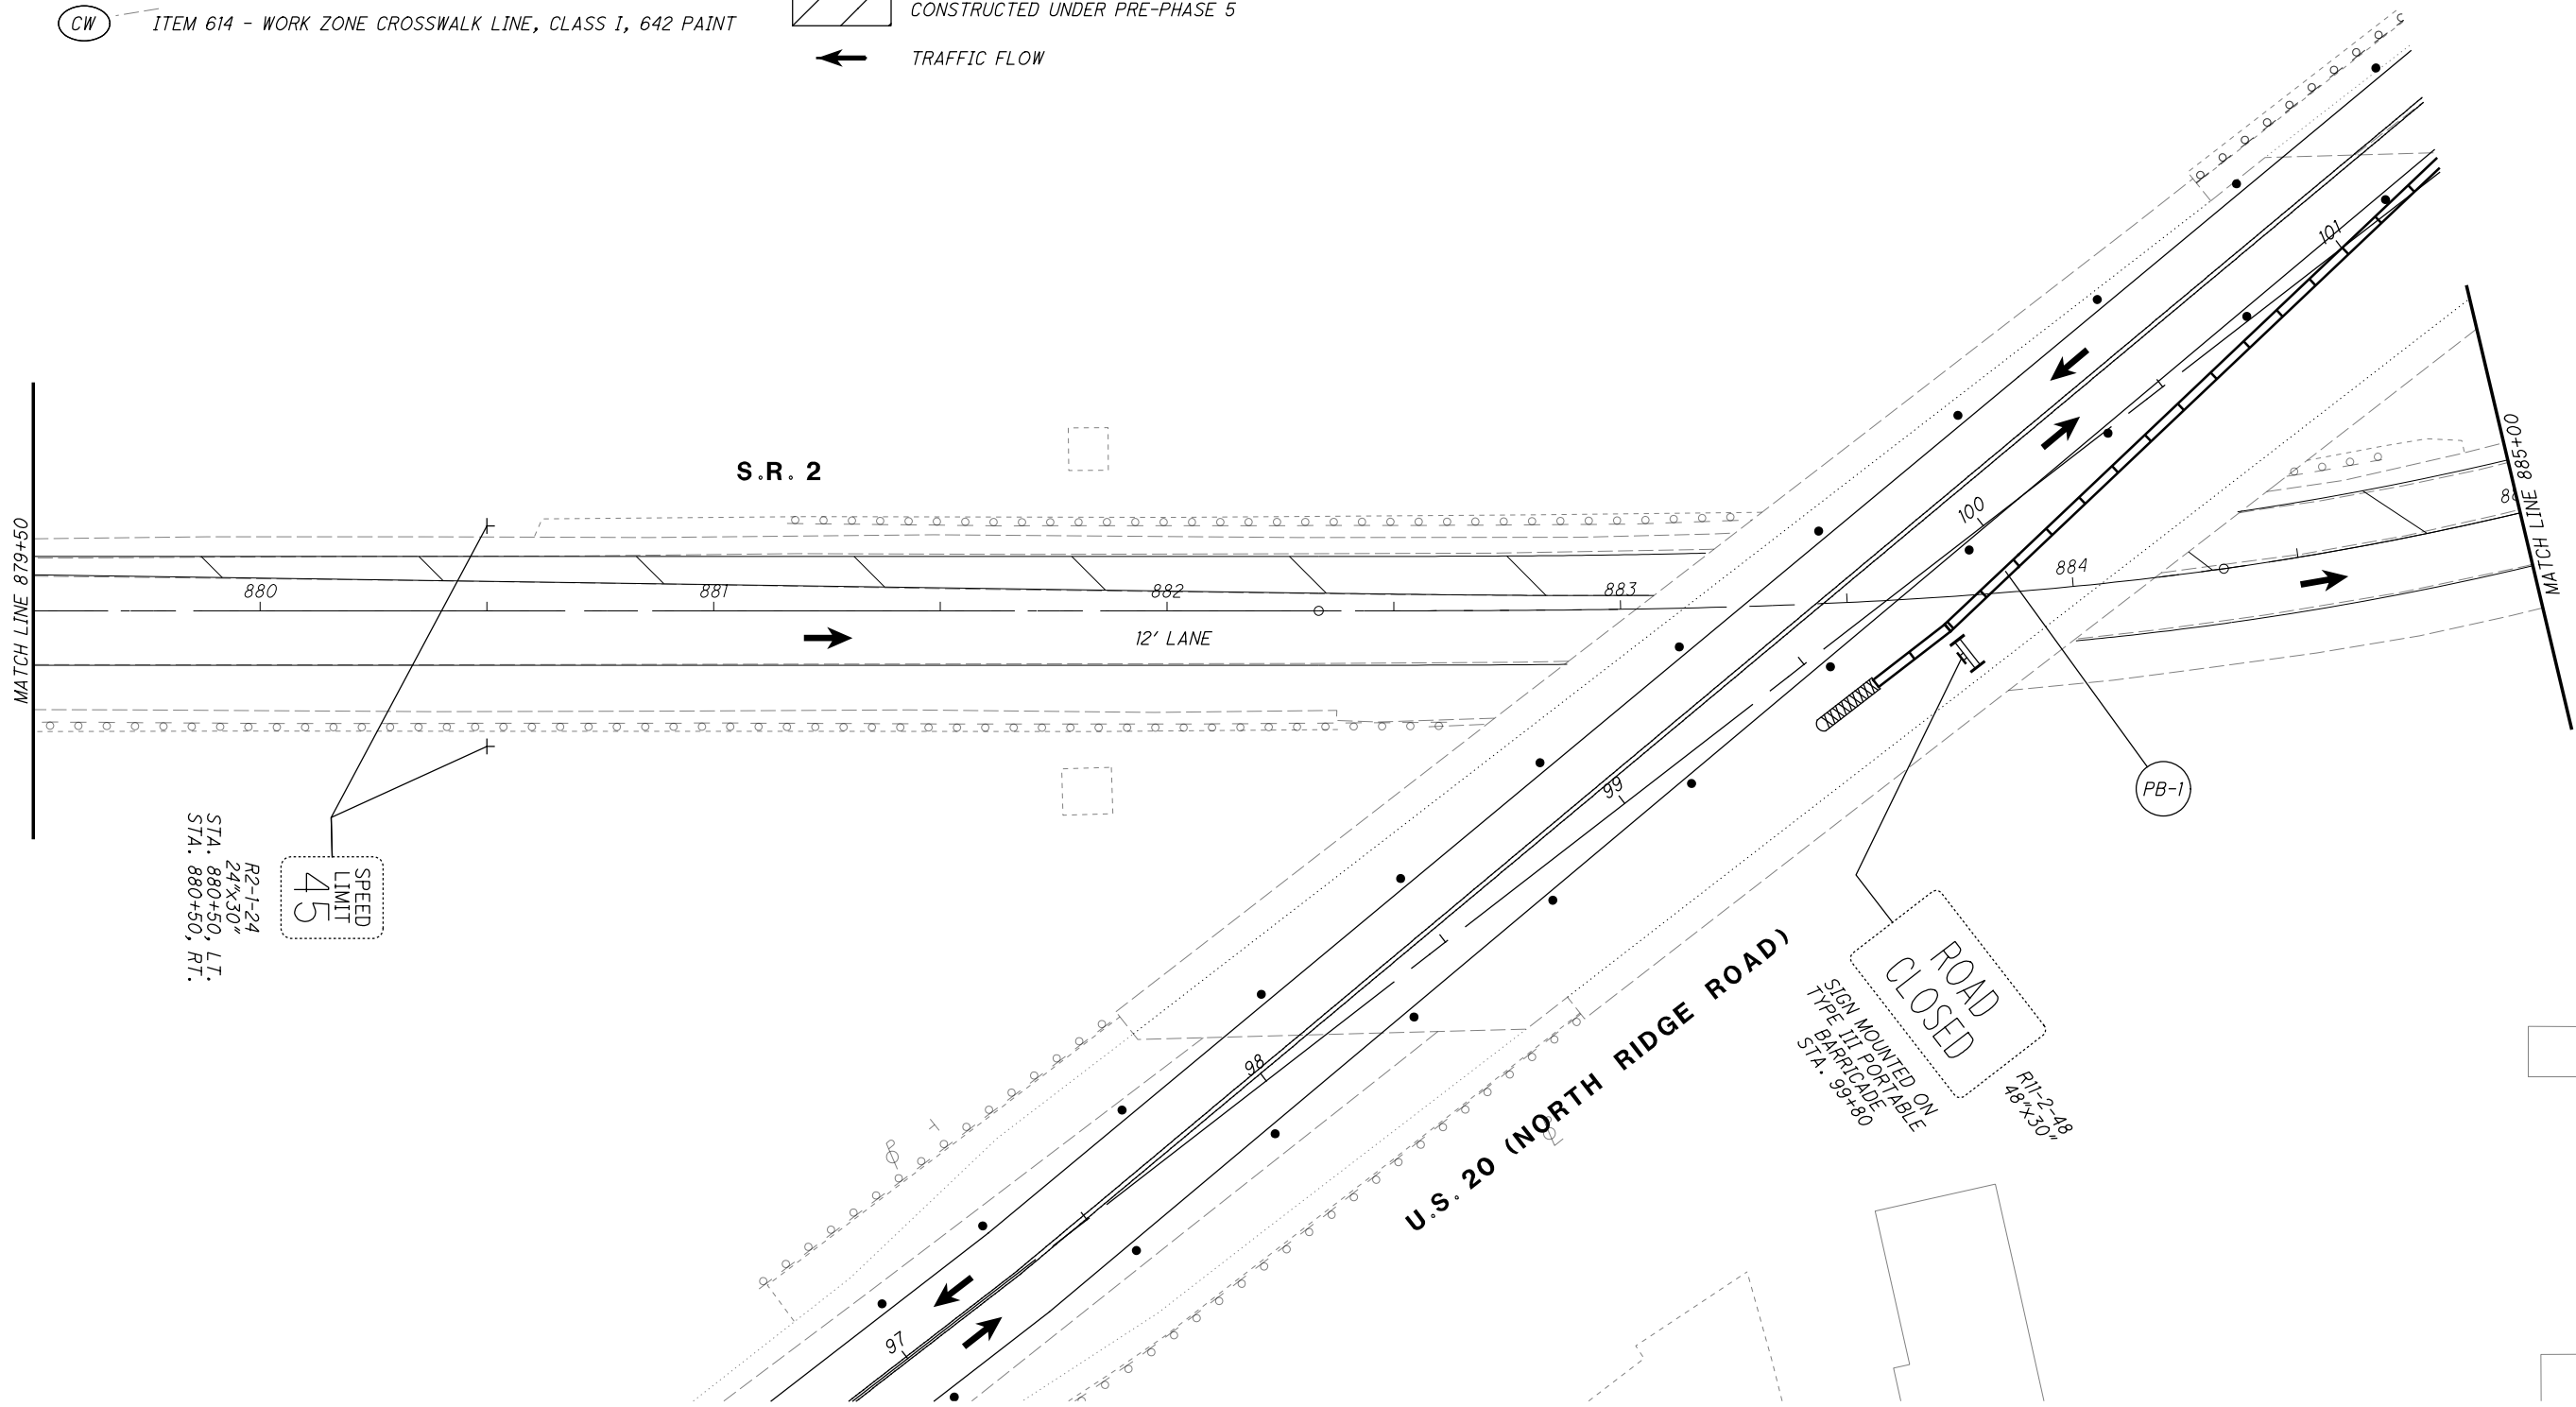 CW
ITEM 614 - WORK ZONE CROSSWALK LINE, CLASS I, 642 PAINT
CONSTRUCTED UNDER PRE-PHASE 5
TRAFFIC FLOW
S.R. 2
MATCH LINE 879+50
880
881
882
883
884
12' LANE
101
100
99
98
97
MATCH LINE 885+00
PB-1
SPEED
LIMIT
45
R2-1-24
24"x30"
STA. 880+50, LT.
STA. 880+50, RT.
U.S. 20 (NORTH RIDGE ROAD)
ROAD
CLOSED
R11-2-48
48"x30"
SIGN MOUNTED ON
TYPE III PORTABLE
BARRICADE
STA. 99+80